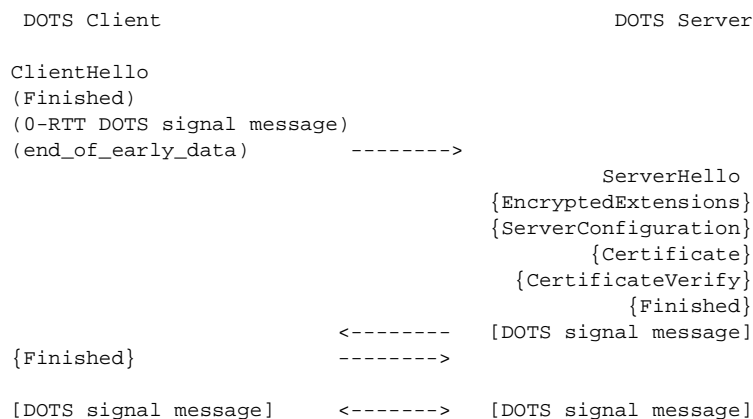 DOTS Client                                    DOTS Server

ClientHello
(Finished)
(0-RTT DOTS signal message)
(end_of_early_data)        -------->
                                                ServerHello
                                       {EncryptedExtensions}
                                       {ServerConfiguration}
                                               {Certificate}
                                         {CertificateVerify}
                                                  {Finished}
                          <--------   [DOTS signal message]
{Finished}                -------->

[DOTS signal message]     <------->   [DOTS signal message]